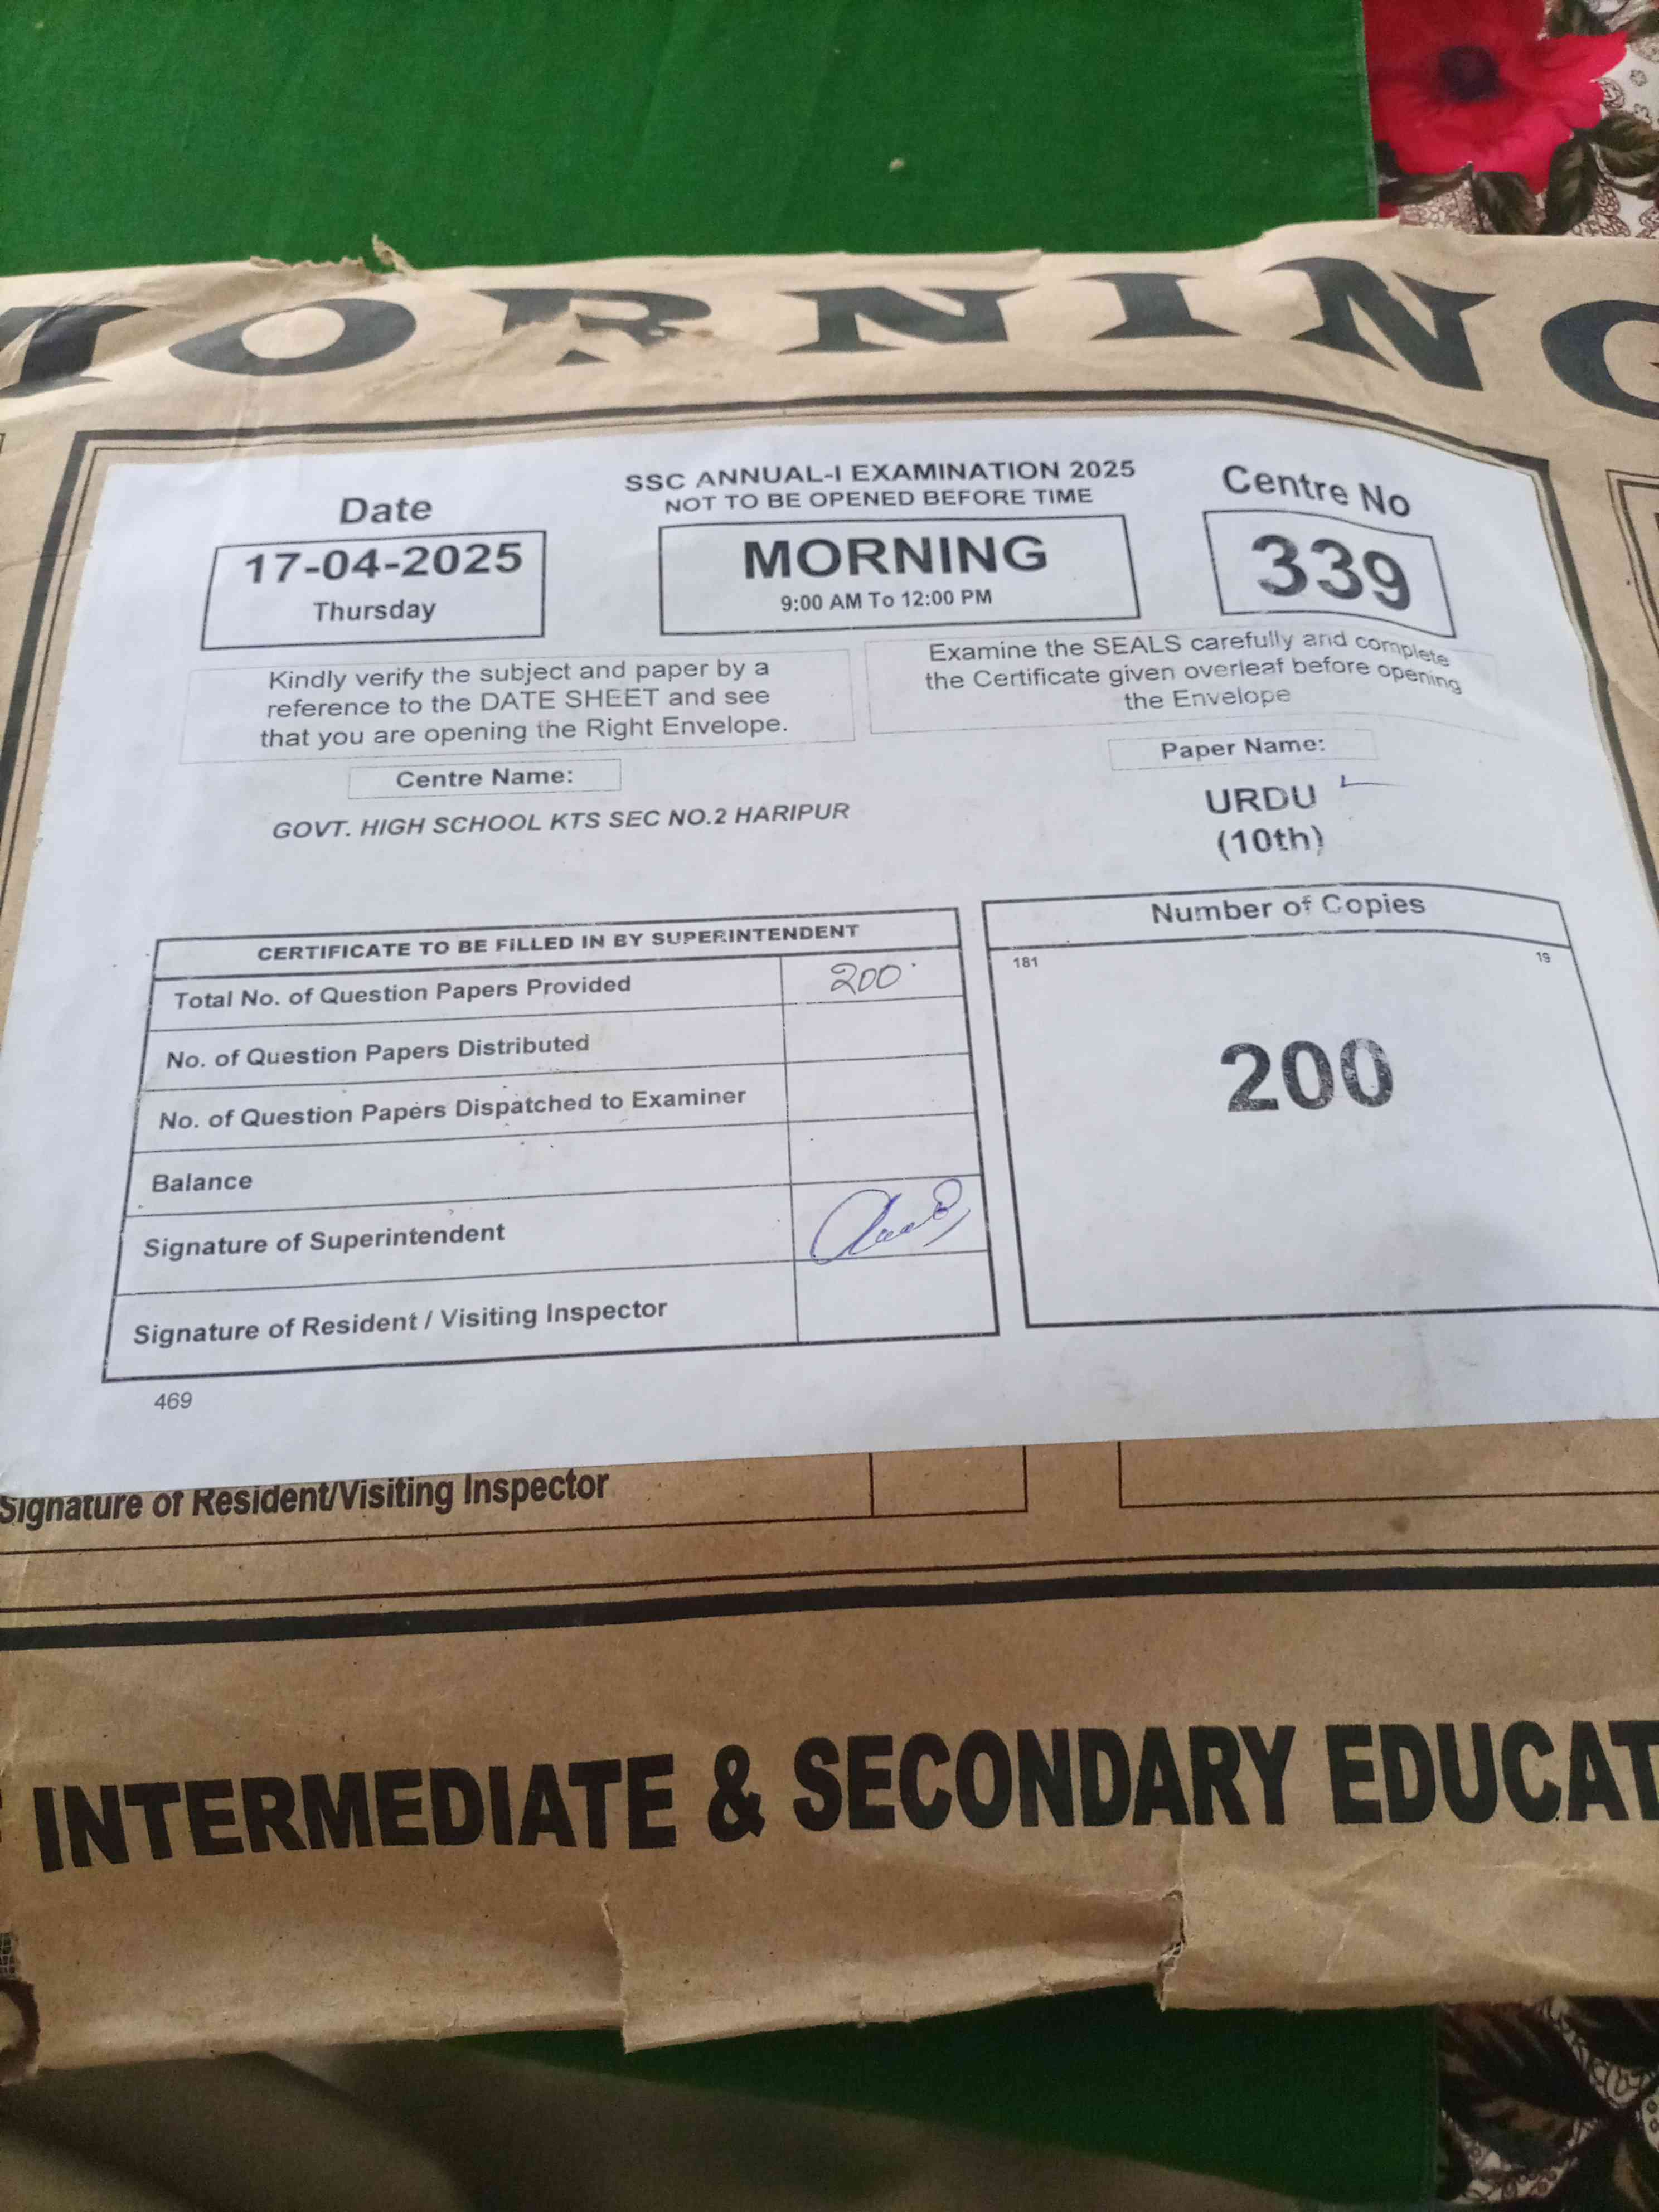 MORNING
SSC ANNUAL-I EXAMINATION 2025
NOT TO BE OPENED BEFORE TIME
Date
17-04-2025
Thursday
MORNING
9:00 AM To 12:00 PM
Centre No
339
Kindly verify the subject and paper by a
reference to the DATE SHEET and see
that you are opening the Right Envelope.
Examine the SEALS carefully and complete
the Certificate given overleaf before opening
the Envelope
Centre Name:
GOVT. HIGH SCHOOL KTS SEC NO.2 HARIPUR
Paper Name:
URDU
(10th)
CERTIFICATE TO BE FILLED IN BY SUPERINTENDENT
Total No. of Question Papers Provided 200
No. of Question Papers Distributed
No. of Question Papers Dispatched to Examiner
Balance
Signature of Superintendent
Signature of Resident / Visiting Inspector
Number of Copies
181 19
200
469
Signature of Resident/Visiting Inspector
INTERMEDIATE & SECONDARY EDUCAT